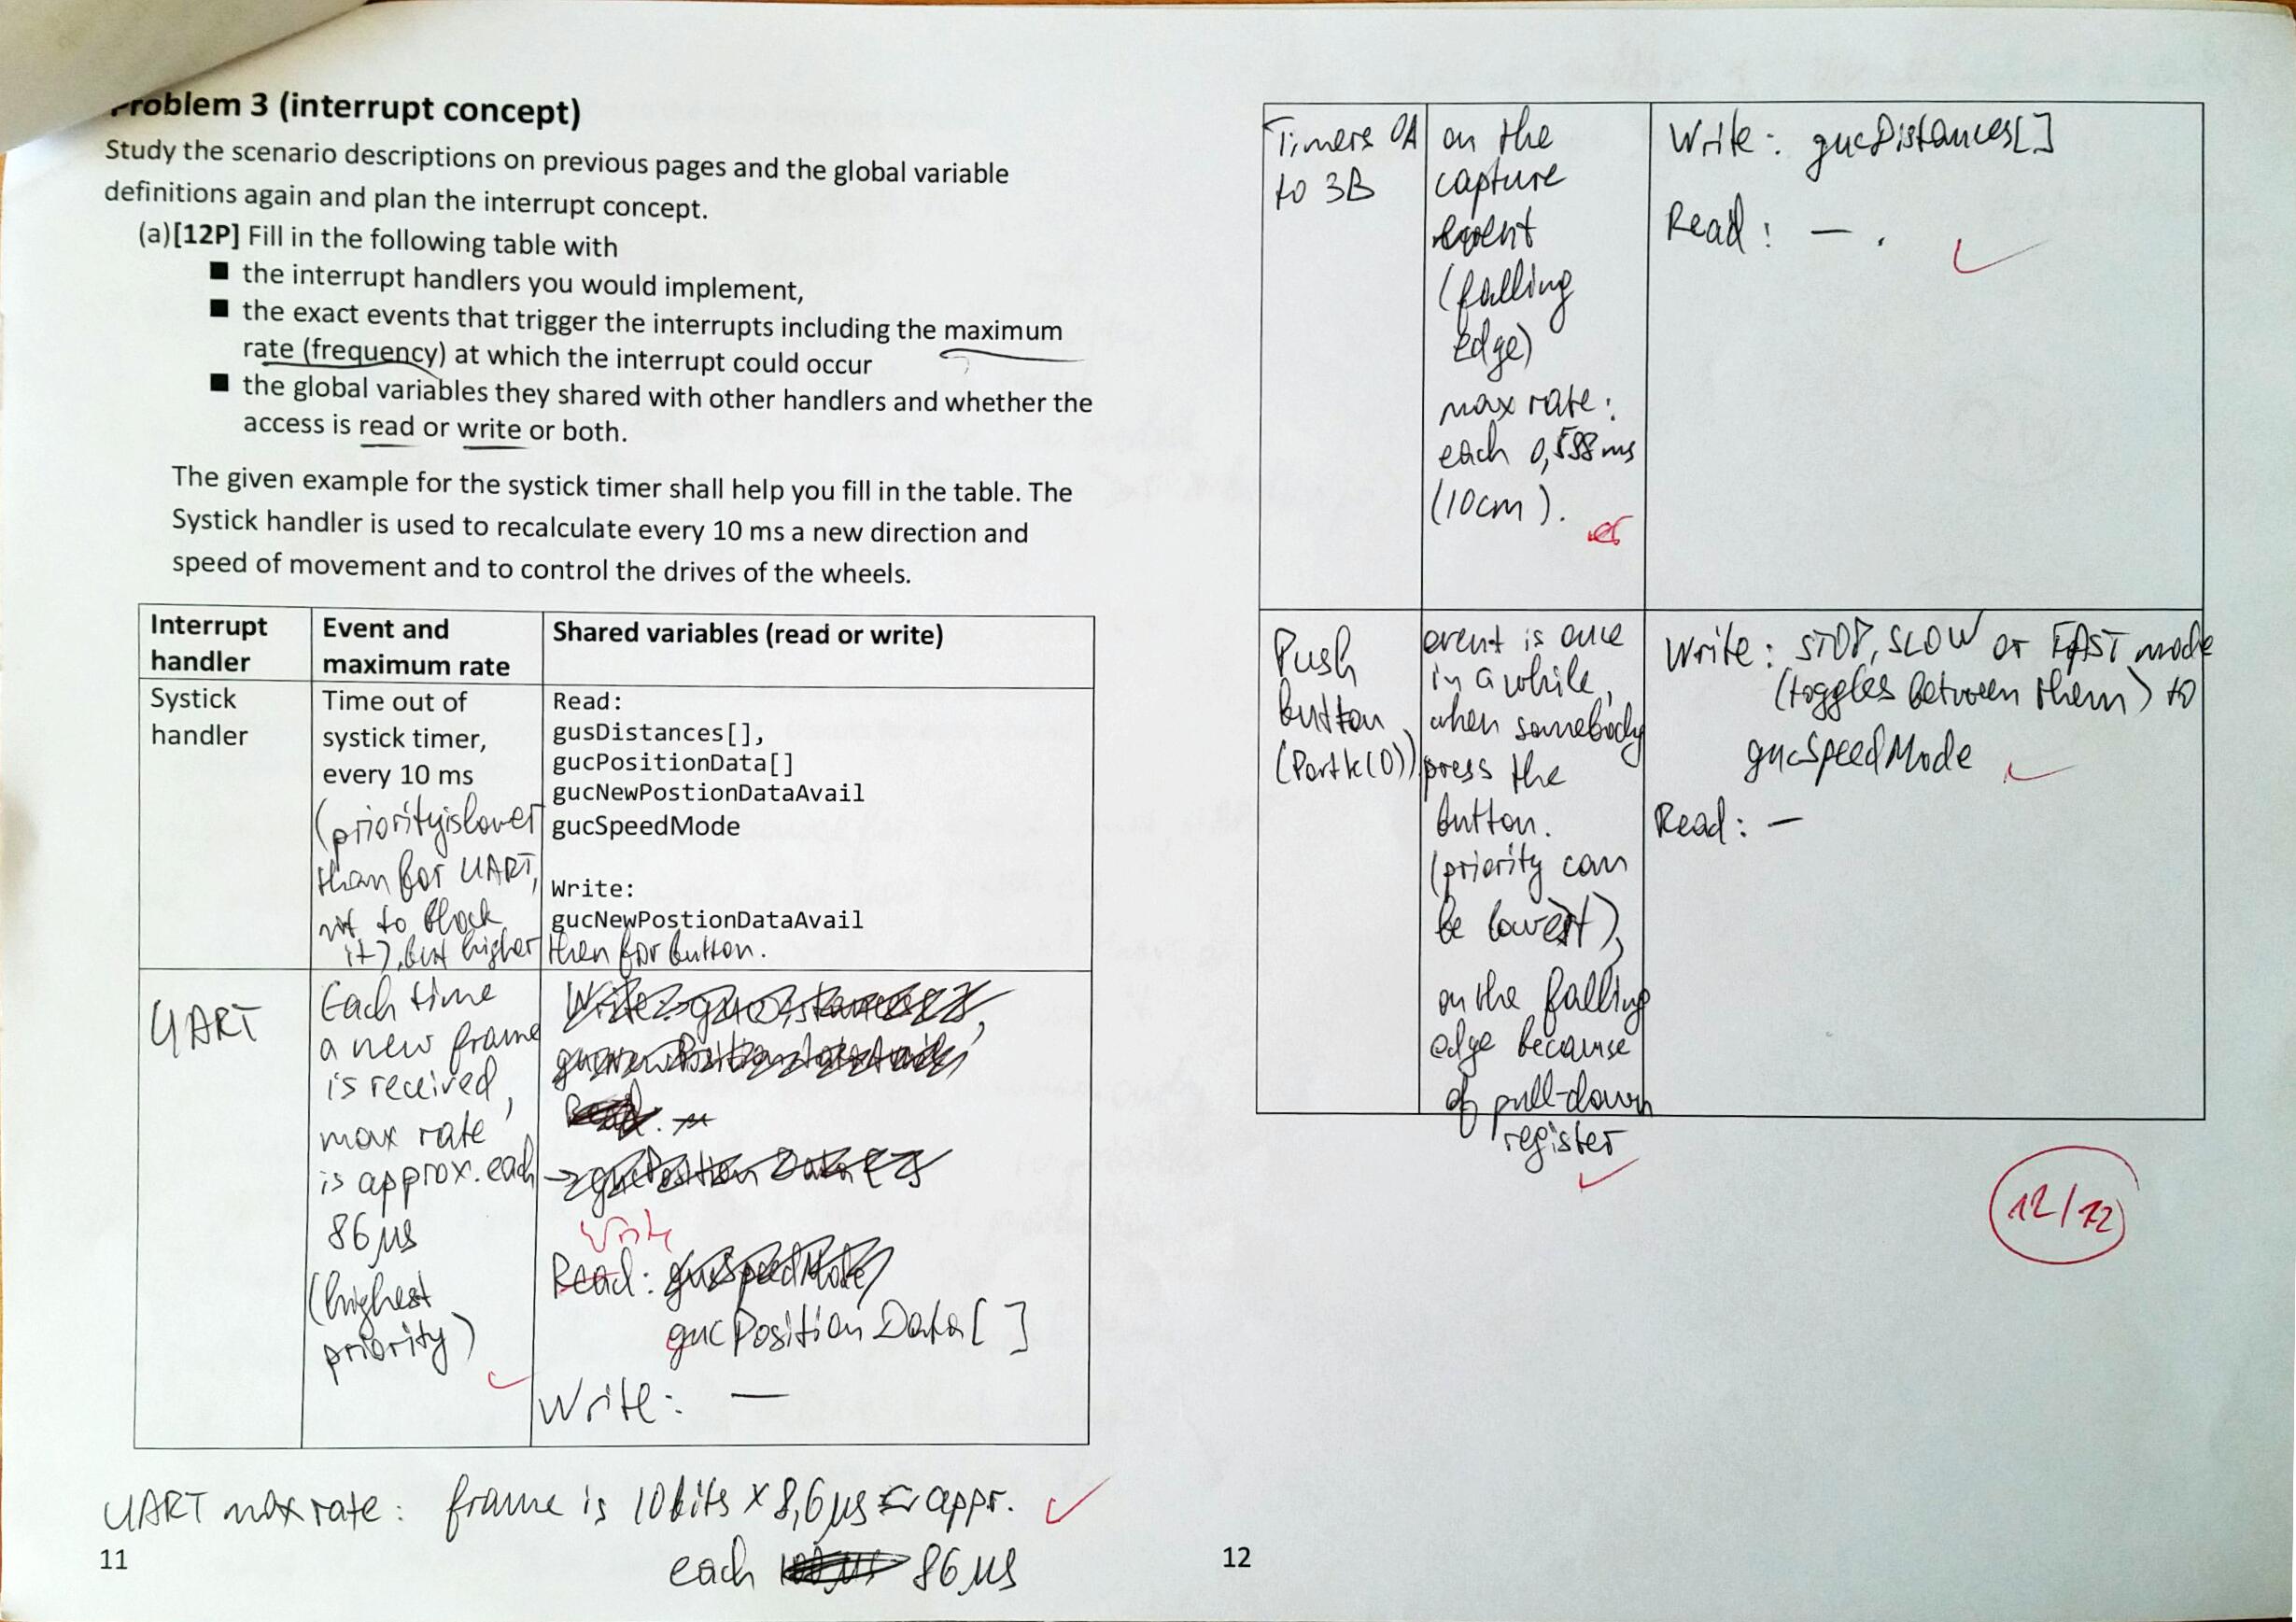 Problem 3 (interrupt concept)
Study the scenario descriptions on previous pages and the global variable
definitions again and plan the interrupt concept.
(a)[12P] Fill in the following table with
■ the interrupt handlers you would implement,
■ the exact events that trigger the interrupts including the maximum
rate (frequency) at which the interrupt could occur
■ the global variables they shared with other handlers and whether the
access is read or write or both.
The given example for the systick timer shall help you fill in the table. The
Systick handler is used to recalculate every 10 ms a new direction and
speed of movement and to control the drives of the wheels.
Interrupt
handler
Event and
maximum rate
Shared variables (read or write)
Systick
handler
Time out of
systick timer,
every 10 ms
(priority is lower
than for UART,
not to block
it), but higher then for button.
Read:
gusDistances[],
gucPositionData[]
gucNewPostionDataAvail
gucSpeedMode
Write:
gucNewPostionDataAvail
UART
Each time
a new frame
is received,
max rate
is approx. each
86 µs
(highest
priority)
Write
Read:
gucPositionData[ ]
Write: —
UART max rate: frame is 10 bits x 8,6 µs appr.
each 86 µs
11
Timers 0A
to 3B
on the
capture
event
(falling
edge)
max rate:
each 0,588 ms
(10cm).
Write: gucDistances[]
Read: — .
Push
button
(PortK(0))
event is once
in a while,
when somebody
press the
button.
(priority can
be lowest),
on the falling
edge because
of pull-down
register
Write: STOP, SLOW or FAST mode
(toggles between them) to
gucSpeedMode
Read: —
12/12
12